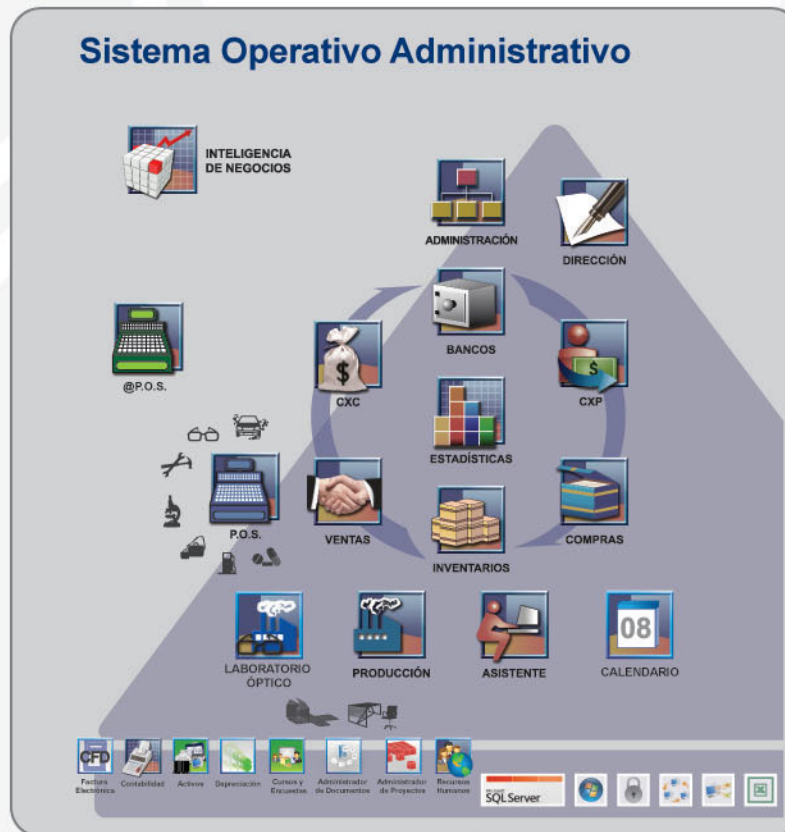 Sistema Operativo Administrativo
INTELIGENCIA
DE NEGOCIOS
ADMINISTRACIÓN
DIRECCIÓN
BANCOS
@P.O.S.
$
CXC
$
CXP
ESTADÍSTICAS
P.O.S.
VENTAS
INVENTARIOS
COMPRAS
08
LABORATORIO
ÓPTICO
PRODUCCIÓN
ASISTENTE
CALENDARIO
CFD
Factura
Electrónica
Contabilidad
Activos
Depreciación
Cursos y
Encuestas
Administrador
de Documentos
Administrador
de Proyectos
Recursos
Humanos
Microsoft
SQL Server